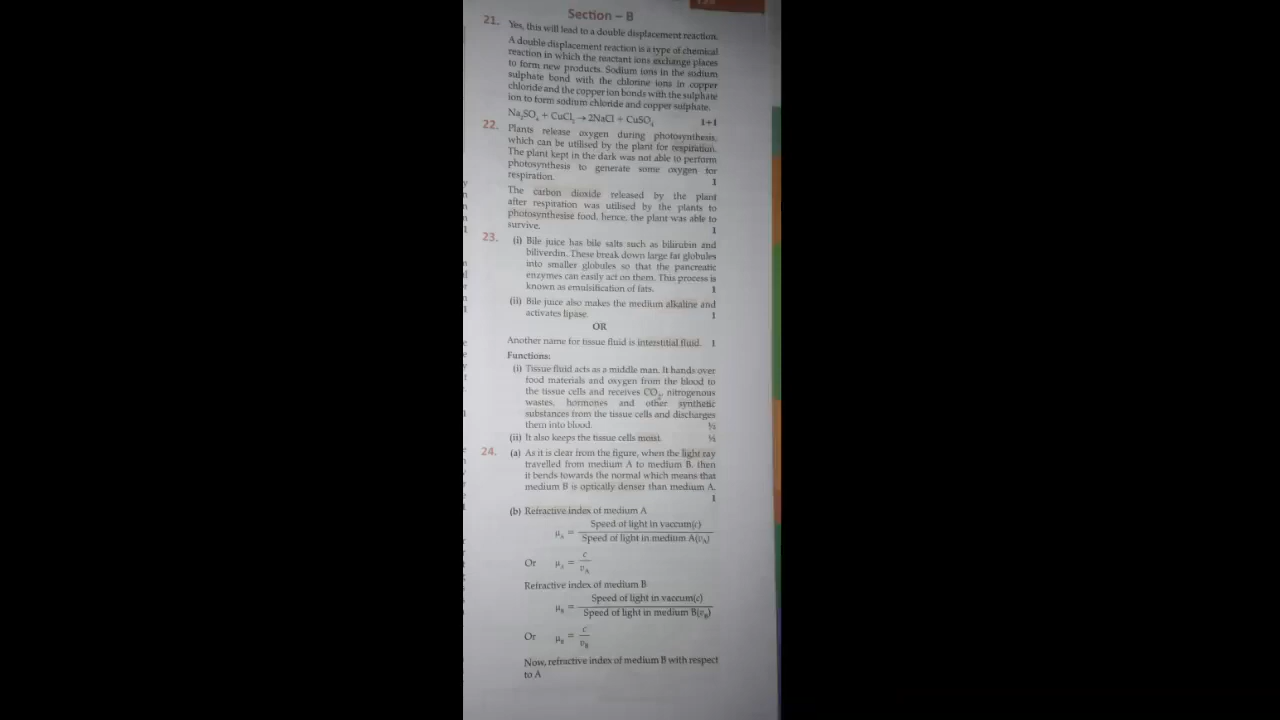 Section – B
21. Yes, this will lead to a double displacement reaction.
A double displacement reaction is a type of chemical
reaction in which the reactant ions exchange places
to form new products. Sodium ions in the sodium
sulphate bond with the chlorine ions in copper
chloride and the copper ion bonds with the sulphate
ion to form sodium chloride and copper sulphate.
Na₂SO₄ + CuCl₂ → 2NaCl + CuSO₄ 1+1
22. Plants release oxygen during photosynthesis,
which can be utilised by the plant for respiration.
The plant kept in the dark was not able to perform
photosynthesis to generate some oxygen for
respiration. 1
The carbon dioxide released by the plant
after respiration was utilised by the plants to
photosynthesise food, hence, the plant was able to
survive. 1
23. (i) Bile juice has bile salts such as bilirubin and
biliverdin. These break down large fat globules
into smaller globules so that the pancreatic
enzymes can easily act on them. This process is
known as emulsification of fats. 1
(ii) Bile juice also makes the medium alkaline and
activates lipase. 1
OR
Another name for tissue fluid is interstitial fluid. 1
Functions:
(i) Tissue fluid acts as a middle man. It hands over
food materials and oxygen from the blood to
the tissue cells and receives CO₂, nitrogenous
wastes, hormones and other synthetic
substances from the tissue cells and discharges
them into blood. ½
(ii) It also keeps the tissue cells moist. ½
24. (a) As it is clear from the figure, when the light ray
travelled from medium A to medium B, then
it bends towards the normal which means that
medium B is optically denser than medium A.
1
(b) Refractive index of medium A
μ_A = Speed of light in vaccum(c) / Speed of light in medium A(v_A)
Or μ_A = c / v_A
Refractive index of medium B
μ_B = Speed of light in vaccum(c) / Speed of light in medium B(v_B)
Or μ_B = c / v_B
Now, refractive index of medium B with respect
to A